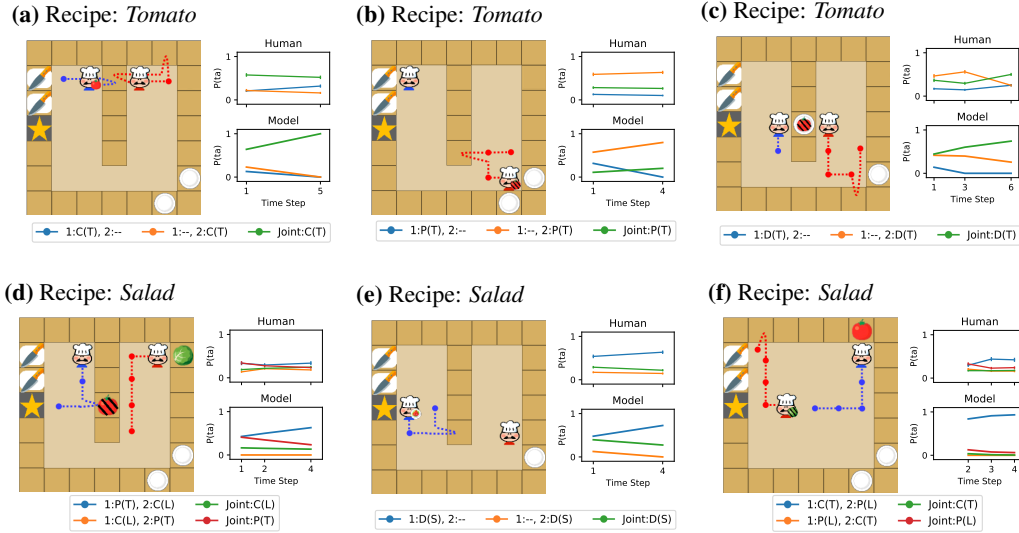 (a) Recipe: Tomato
Human
1
0
P(ta)
Model
1
0
P(ta)
1
5
Time Step
1:C(T), 2:--
1:--, 2:C(T)
Joint:C(T)
(b) Recipe: Tomato
Human
1
0
P(ta)
Model
1
0
P(ta)
1
4
Time Step
1:P(T), 2:--
1:--, 2:P(T)
Joint:P(T)
(c) Recipe: Tomato
Human
1
0
P(ta)
Model
1
0
P(ta)
1
3
6
Time Step
1:D(T), 2:--
1:--, 2:D(T)
Joint:D(T)
(d) Recipe: Salad
Human
1
0
P(ta)
Model
1
0
P(ta)
1
2
4
Time Step
1:P(T), 2:C(L)
Joint:C(L)
1:C(L), 2:P(T)
Joint:P(T)
(e) Recipe: Salad
Human
1
0
P(ta)
Model
1
0
P(ta)
1
4
Time Step
1:D(S), 2:--
1:--, 2:D(S)
Joint:D(S)
(f) Recipe: Salad
Human
1
0
P(ta)
Model
1
0
P(ta)
2
3
4
Time Step
1:C(T), 2:P(L)
Joint:C(T)
1:P(L), 2:C(T)
Joint:P(L)